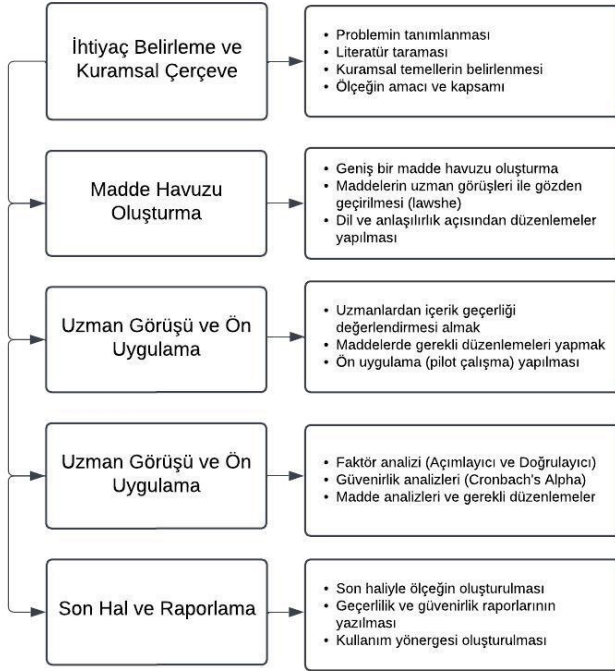 İhtiyaç Belirleme ve
Kuramsal Çerçeve
• Problemin tanımlanması
• Literatür taraması
• Kuramsal temellerin belirlenmesi
• Ölçeğin amacı ve kapsamı
Madde Havuzu
Oluşturma
• Geniş bir madde havuzu oluşturma
• Maddelerin uzman görüşleri ile gözden
geçirilmesi (lawshe)
• Dil ve anlaşılırlık açısından düzenlemeler
yapılması
Uzman Görüşü ve Ön
Uygulama
• Uzmanlardan içerik geçerliği
değerlendirmesi almak
• Maddelerde gerekli düzenlemeleri yapmak
• Ön uygulama (pilot çalışma) yapılması
Uzman Görüşü ve Ön
Uygulama
• Faktör analizi (Açımlayıcı ve Doğrulayıcı)
• Güvenirlik analizleri (Cronbach's Alpha)
• Madde analizleri ve gerekli düzenlemeler
Son Hal ve Raporlama
• Son haliyle ölçeğin oluşturulması
• Geçerlilik ve güvenirlik raporlarının
yazılması
• Kullanım yönergesi oluşturulması